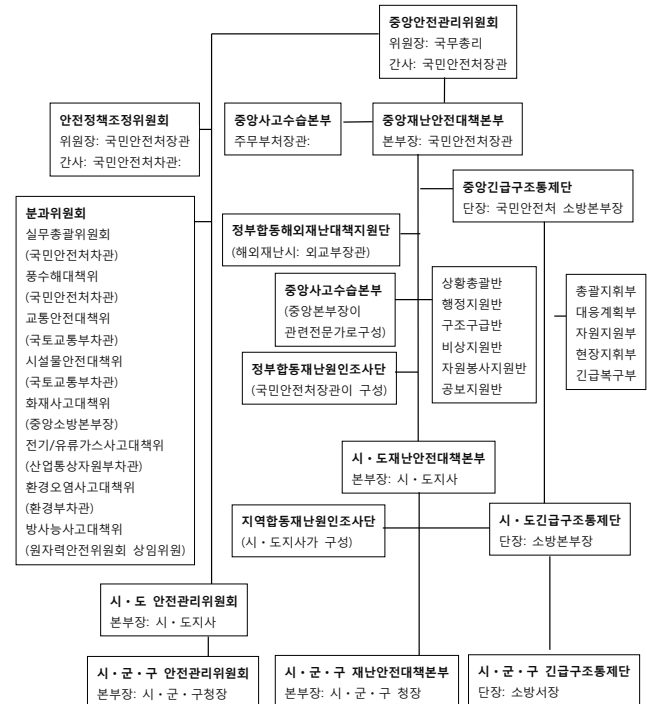 중앙안전관리위원회
위원장: 국무총리
간사: 국민안전처장관
안전정책조정위원회
위원장: 국민안전처장관
간사: 국민안전처차관:
중앙사고수습본부
주무부처장관:
중앙재난안전대책본부
본부장: 국민안전처장관
중앙긴급구조통제단
단장: 국민안전처 소방본부장
분과위원회
실무총괄위원회
(국민안전처차관)
풍수해대책위
(국민안전처차관)
교통안전대책위
(국토교통부차관)
시설물안전대책위
(국토교통부차관)
화재사고대책위
(중앙소방본부장)
전기/유류가스사고대책위
(산업통상자원부차관)
환경오염사고대책위
(환경부차관)
방사능사고대책위
(원자력안전위원회 상임위원)
정부합동해외재난대책지원단
(해외재난시: 외교부장관)
중앙사고수습본부
(중앙본부장이
관련전문가로구성)
상황총괄반
행정지원반
구조구급반
비상지원반
자원봉사지원반
공보지원반
총괄지휘부
대응계획부
자원지원부
현장지휘부
긴급복구부
정부합동재난원인조사단
(국민안전처장관이 구성)
시・도재난안전대책본부
본부장: 시・도지사
지역합동재난원인조사단
(시・도지사가 구성)
시・도긴급구조통제단
단장: 소방본부장
시・도 안전관리위원회
본부장: 시・도지사
시・군・구 안전관리위원회
본부장: 시・군・구청장
시・군・구 재난안전대책본부
본부장: 시・군・구 청장
시・군・구 긴급구조통제단
단장: 소방서장